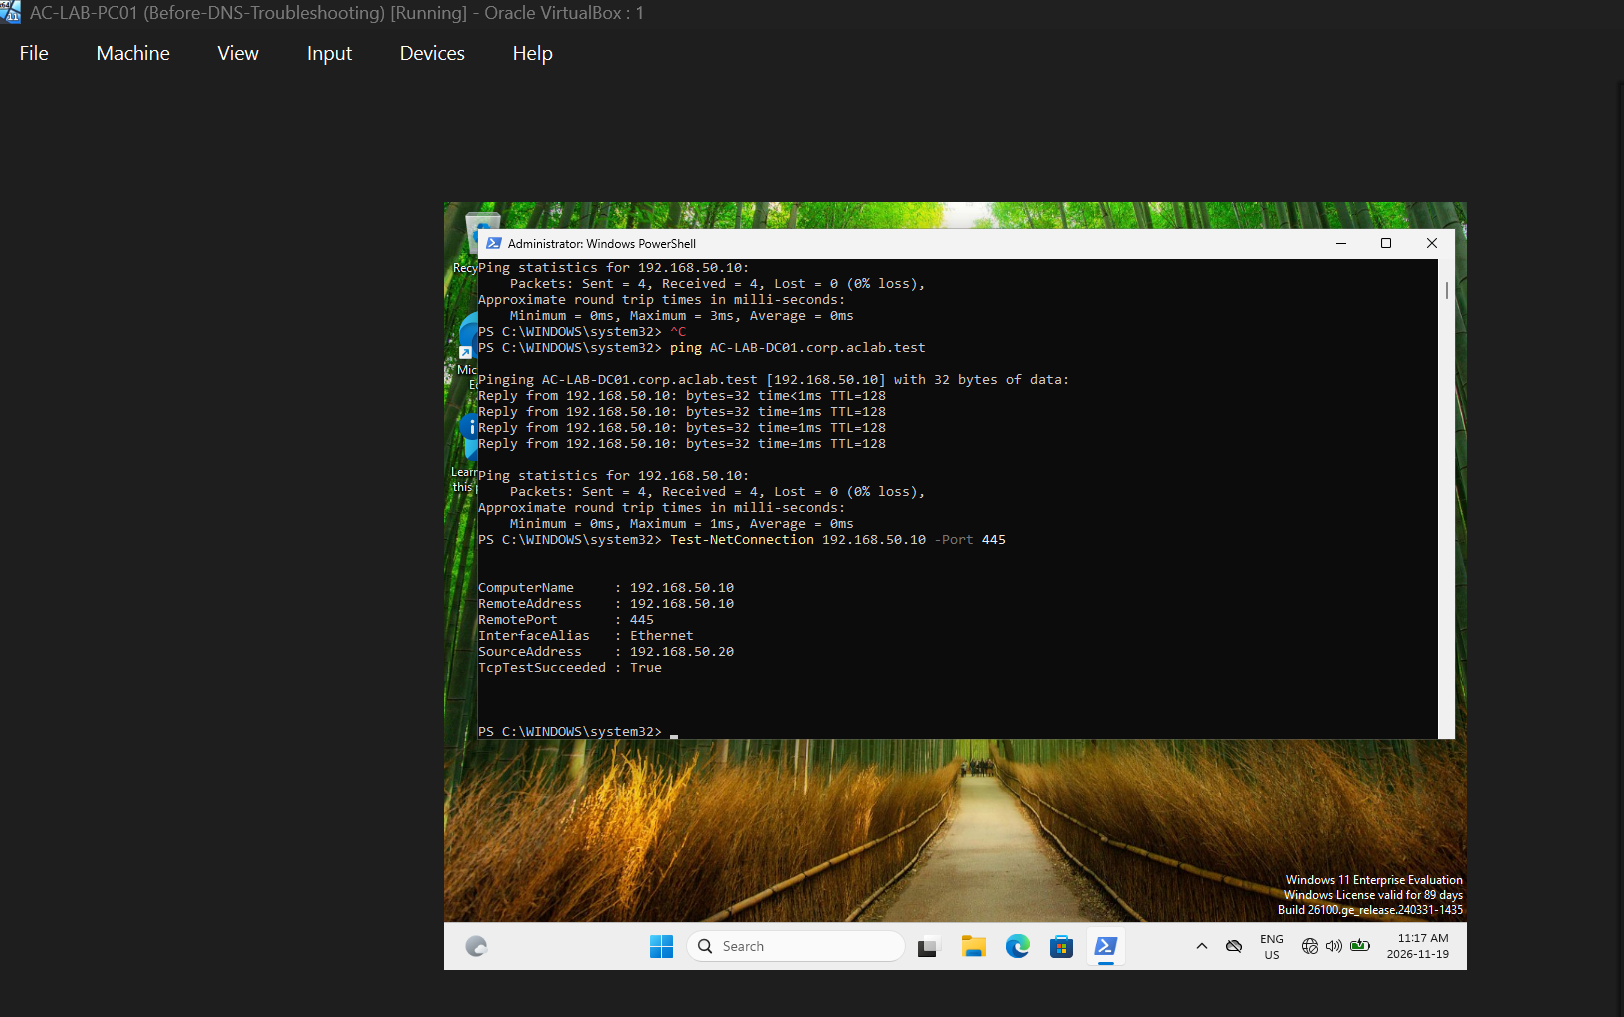 AC-LAB-PC01 (Before-DNS-Troubleshooting) [Running] - Oracle VirtualBox : 1
File Machine View Input Devices Help
Administrator: Windows PowerShell
Ping statistics for 192.168.50.10:
Packets: Sent = 4, Received = 4, Lost = 0 (0% loss),
Approximate round trip times in milli-seconds:
Minimum = 0ms, Maximum = 3ms, Average = 0ms
PS C:\WINDOWS\system32> ^C
PS C:\WINDOWS\system32> ping AC-LAB-DC01.corp.aclab.test
Pinging AC-LAB-DC01.corp.aclab.test [192.168.50.10] with 32 bytes of data:
Reply from 192.168.50.10: bytes=32 time<1ms TTL=128
Reply from 192.168.50.10: bytes=32 time=1ms TTL=128
Reply from 192.168.50.10: bytes=32 time=1ms TTL=128
Reply from 192.168.50.10: bytes=32 time=1ms TTL=128
Ping statistics for 192.168.50.10:
Packets: Sent = 4, Received = 4, Lost = 0 (0% loss),
Approximate round trip times in milli-seconds:
Minimum = 0ms, Maximum = 1ms, Average = 0ms
PS C:\WINDOWS\system32> Test-NetConnection 192.168.50.10 -Port 445
ComputerName : 192.168.50.10
RemoteAddress : 192.168.50.10
RemotePort : 445
InterfaceAlias : Ethernet
SourceAddress : 192.168.50.20
TcpTestSucceeded : True
PS C:\WINDOWS\system32>
Recy
Mic
E
Learn
this
Windows 11 Enterprise Evaluation
Windows License valid for 89 days
Build 26100.ge_release.240331-1435
Search
ENG
US
11:17 AM
2026-11-19